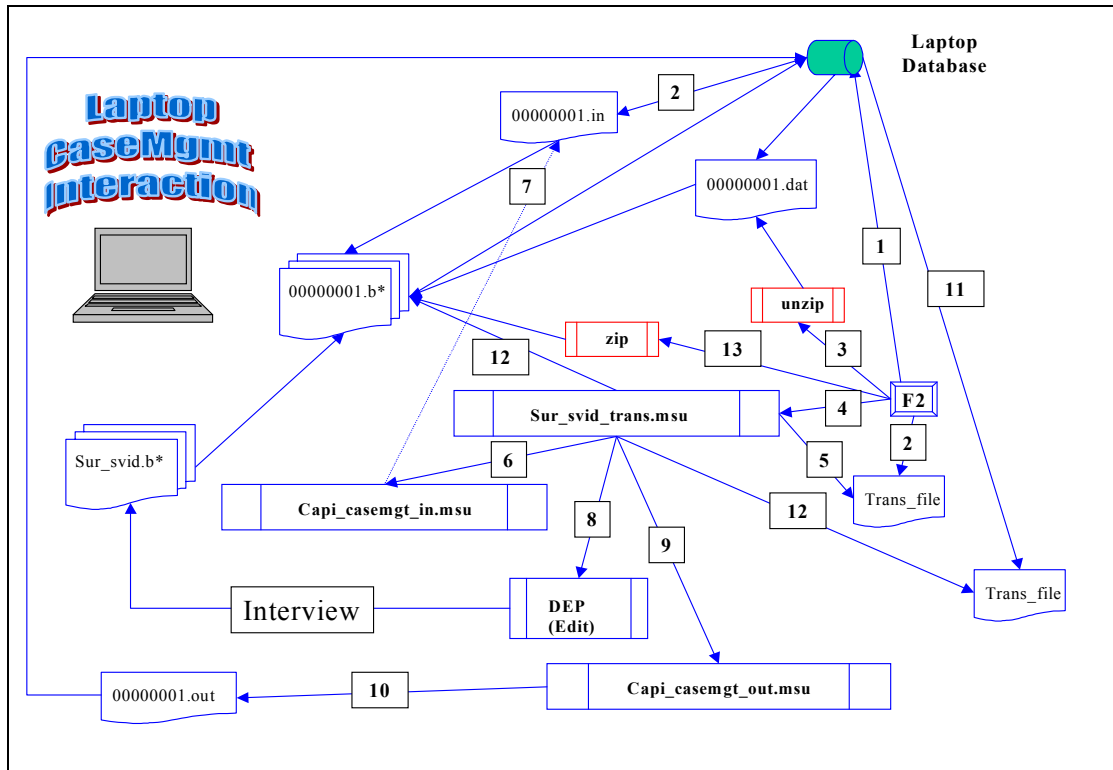 Laptop
Database
Laptop
CaseMgmt
Interaction
2
00000001.in
7
00000001.dat
1
11
00000001.b*
unzip
zip
12
13
3
F2
Sur_svid_trans.msu
4
2
5
Sur_svid.b*
6
Trans_file
Capi_casemgt_in.msu
8
12
9
Interview
DEP
(Edit)
Trans_file
00000001.out
10
Capi_casemgt_out.msu